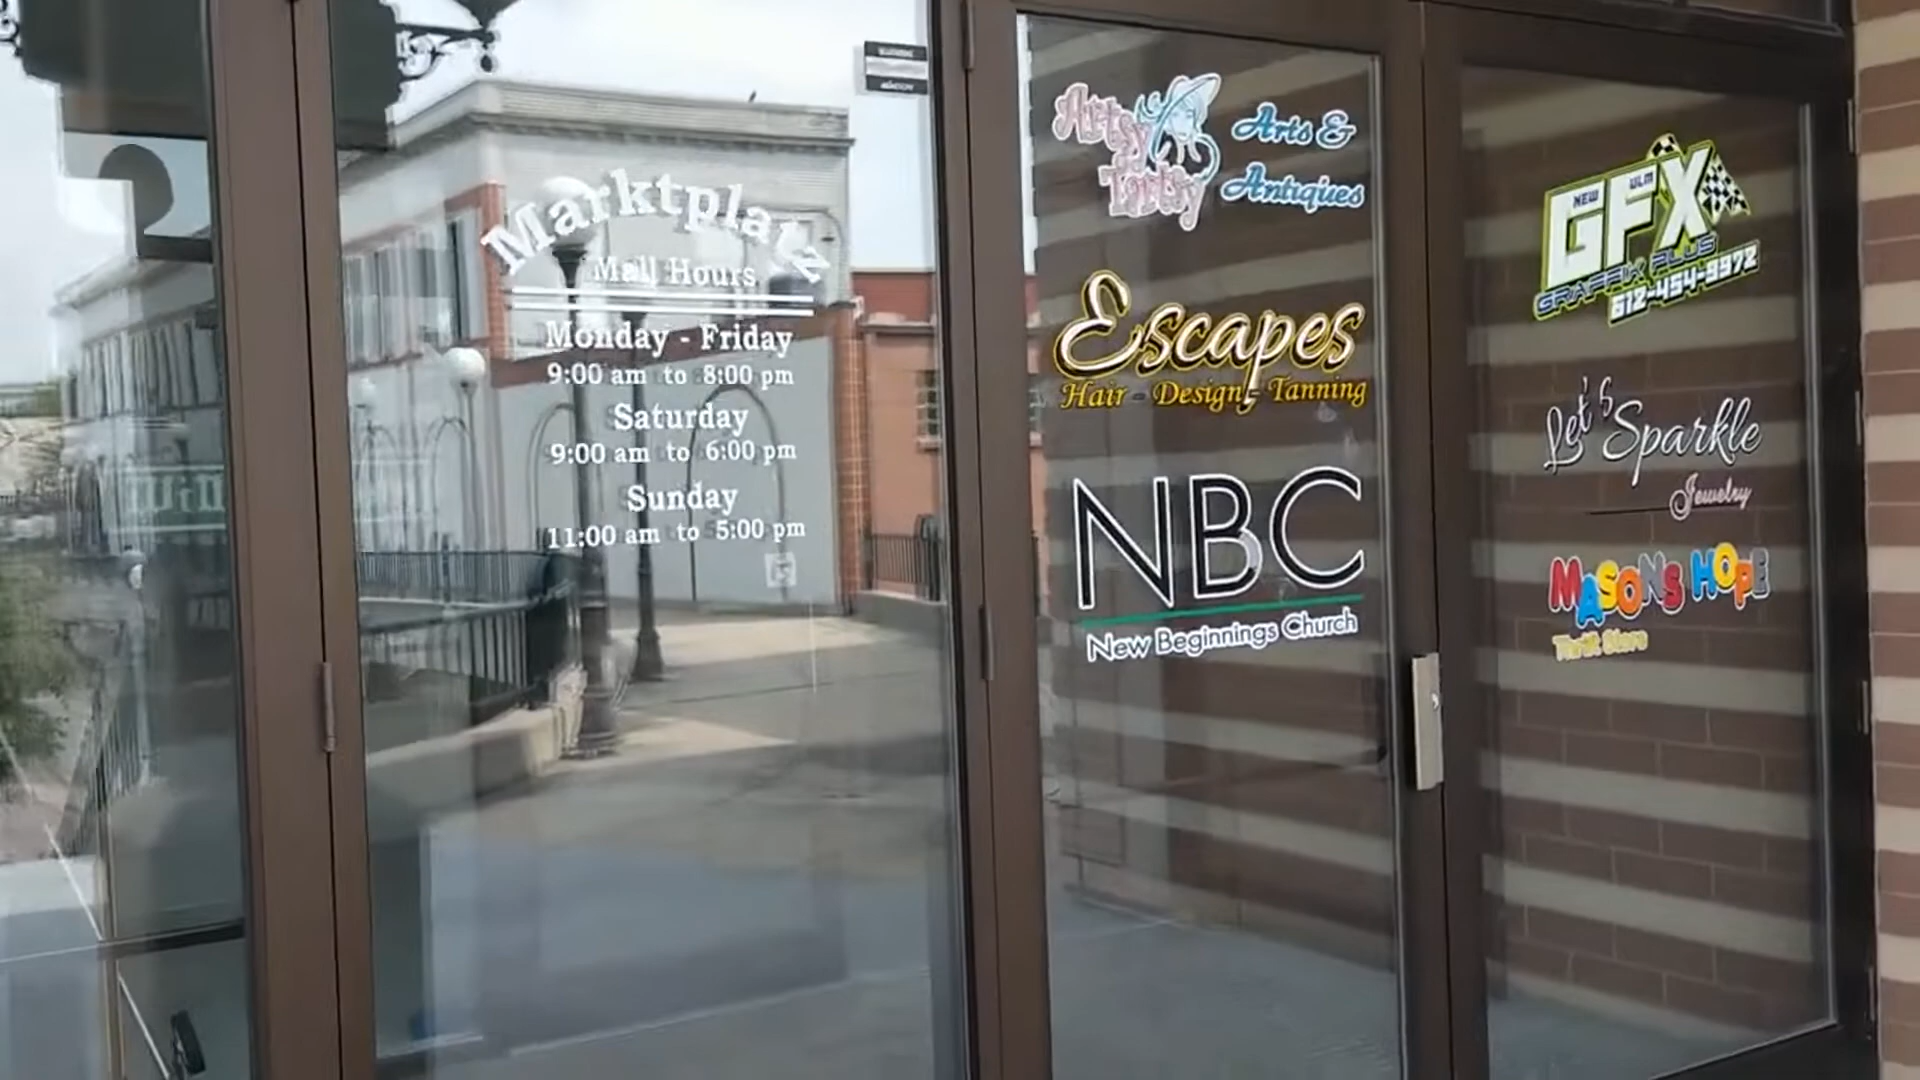 Marktplatz
Mall Hours
Monday - Friday
9:00 am to 8:00 pm
Saturday
9:00 am to 6:00 pm
Sunday
11:00 am to 5:00 pm
Artsy
Tartsy
Arts &
Antiques
Escapes
Hair - Design - Tanning
NBC
New Beginnings Church
NEW ULM
GFX
GRAFFIX PLUS
612-454-9972
Let's Sparkle
Jewelry
MASONS HOPE
Thrift Store